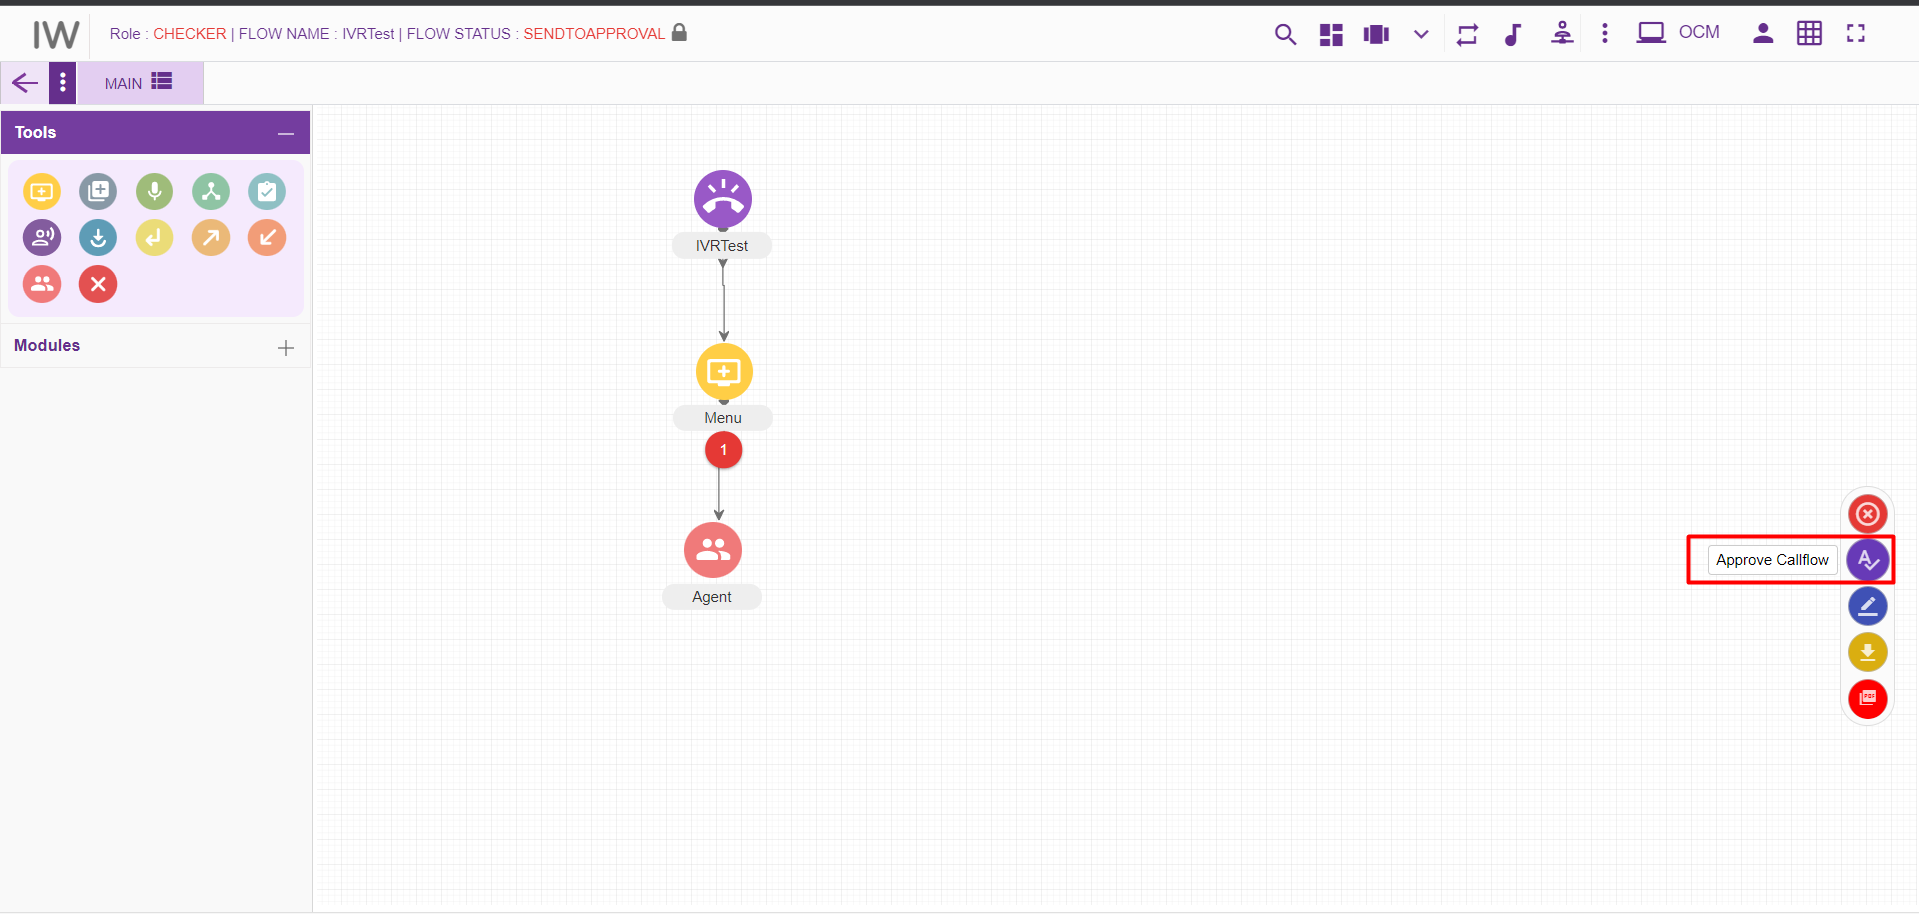 IW
Role : CHECKER | FLOW NAME : IVRTest | FLOW STATUS : SENDTOAPPROVAL
OCM
MAIN
Tools
Modules
IVRTest
Menu
1
Agent
Approve Callflow
PDF